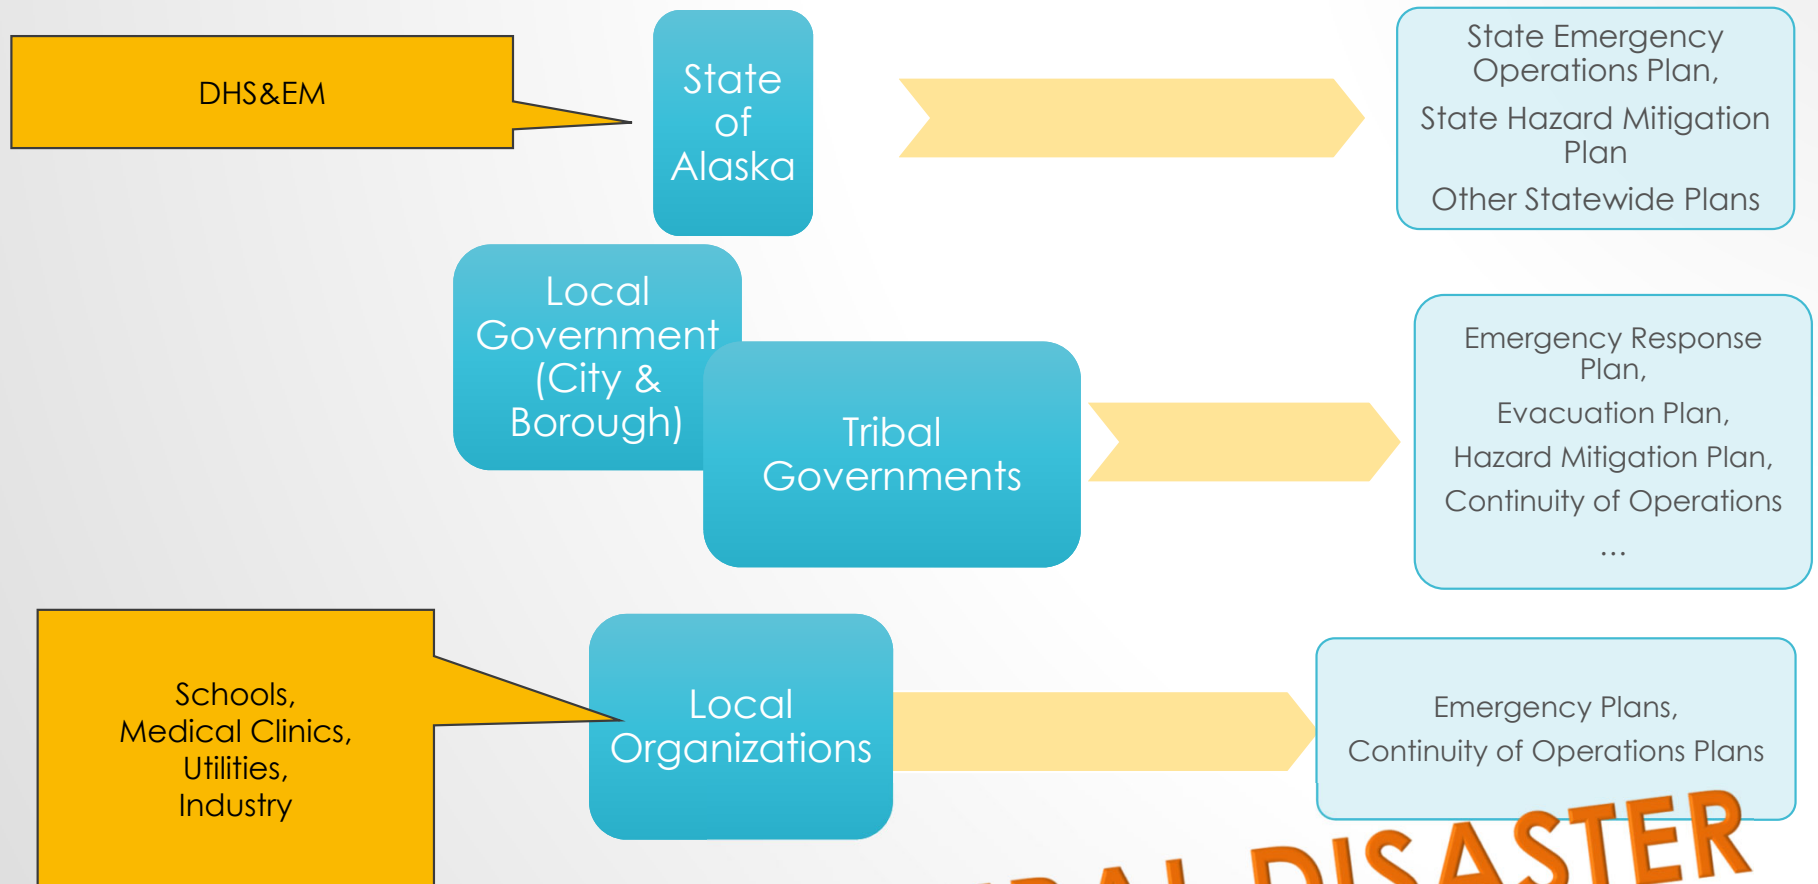 DHS&EM
State
of
Alaska
State Emergency
Operations Plan,
State Hazard Mitigation
Plan
Other Statewide Plans
Local
Government
(City &
Borough)
Tribal
Governments
Emergency Response
Plan,
Evacuation Plan,
Hazard Mitigation Plan,
Continuity of Operations
…
Schools,
Medical Clinics,
Utilities,
Industry
Local
Organizations
Emergency Plans,
Continuity of Operations Plans
DISASTER